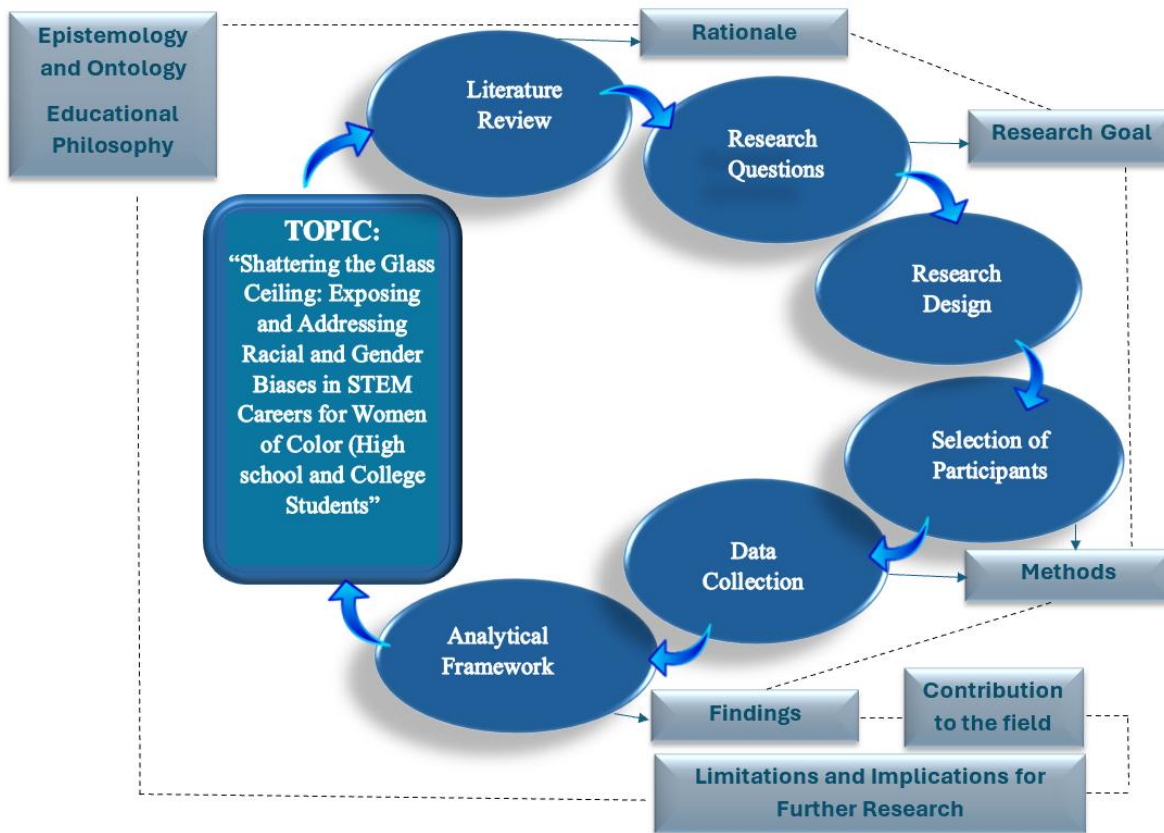 Epistemology
and Ontology
Educational
Philosophy
Rationale
Literature
Review
Research
Questions
Research Goal
TOPIC:
“Shattering the Glass
Ceiling: Exposing
and Addressing
Racial and Gender
Biases in STEM
Careers for Women
of Color (High
school and College
Students”
Research
Design
Selection of
Participants
Data
Collection
Methods
Analytical
Framework
Findings
Contribution
to the field
Limitations and Implications for
Further Research